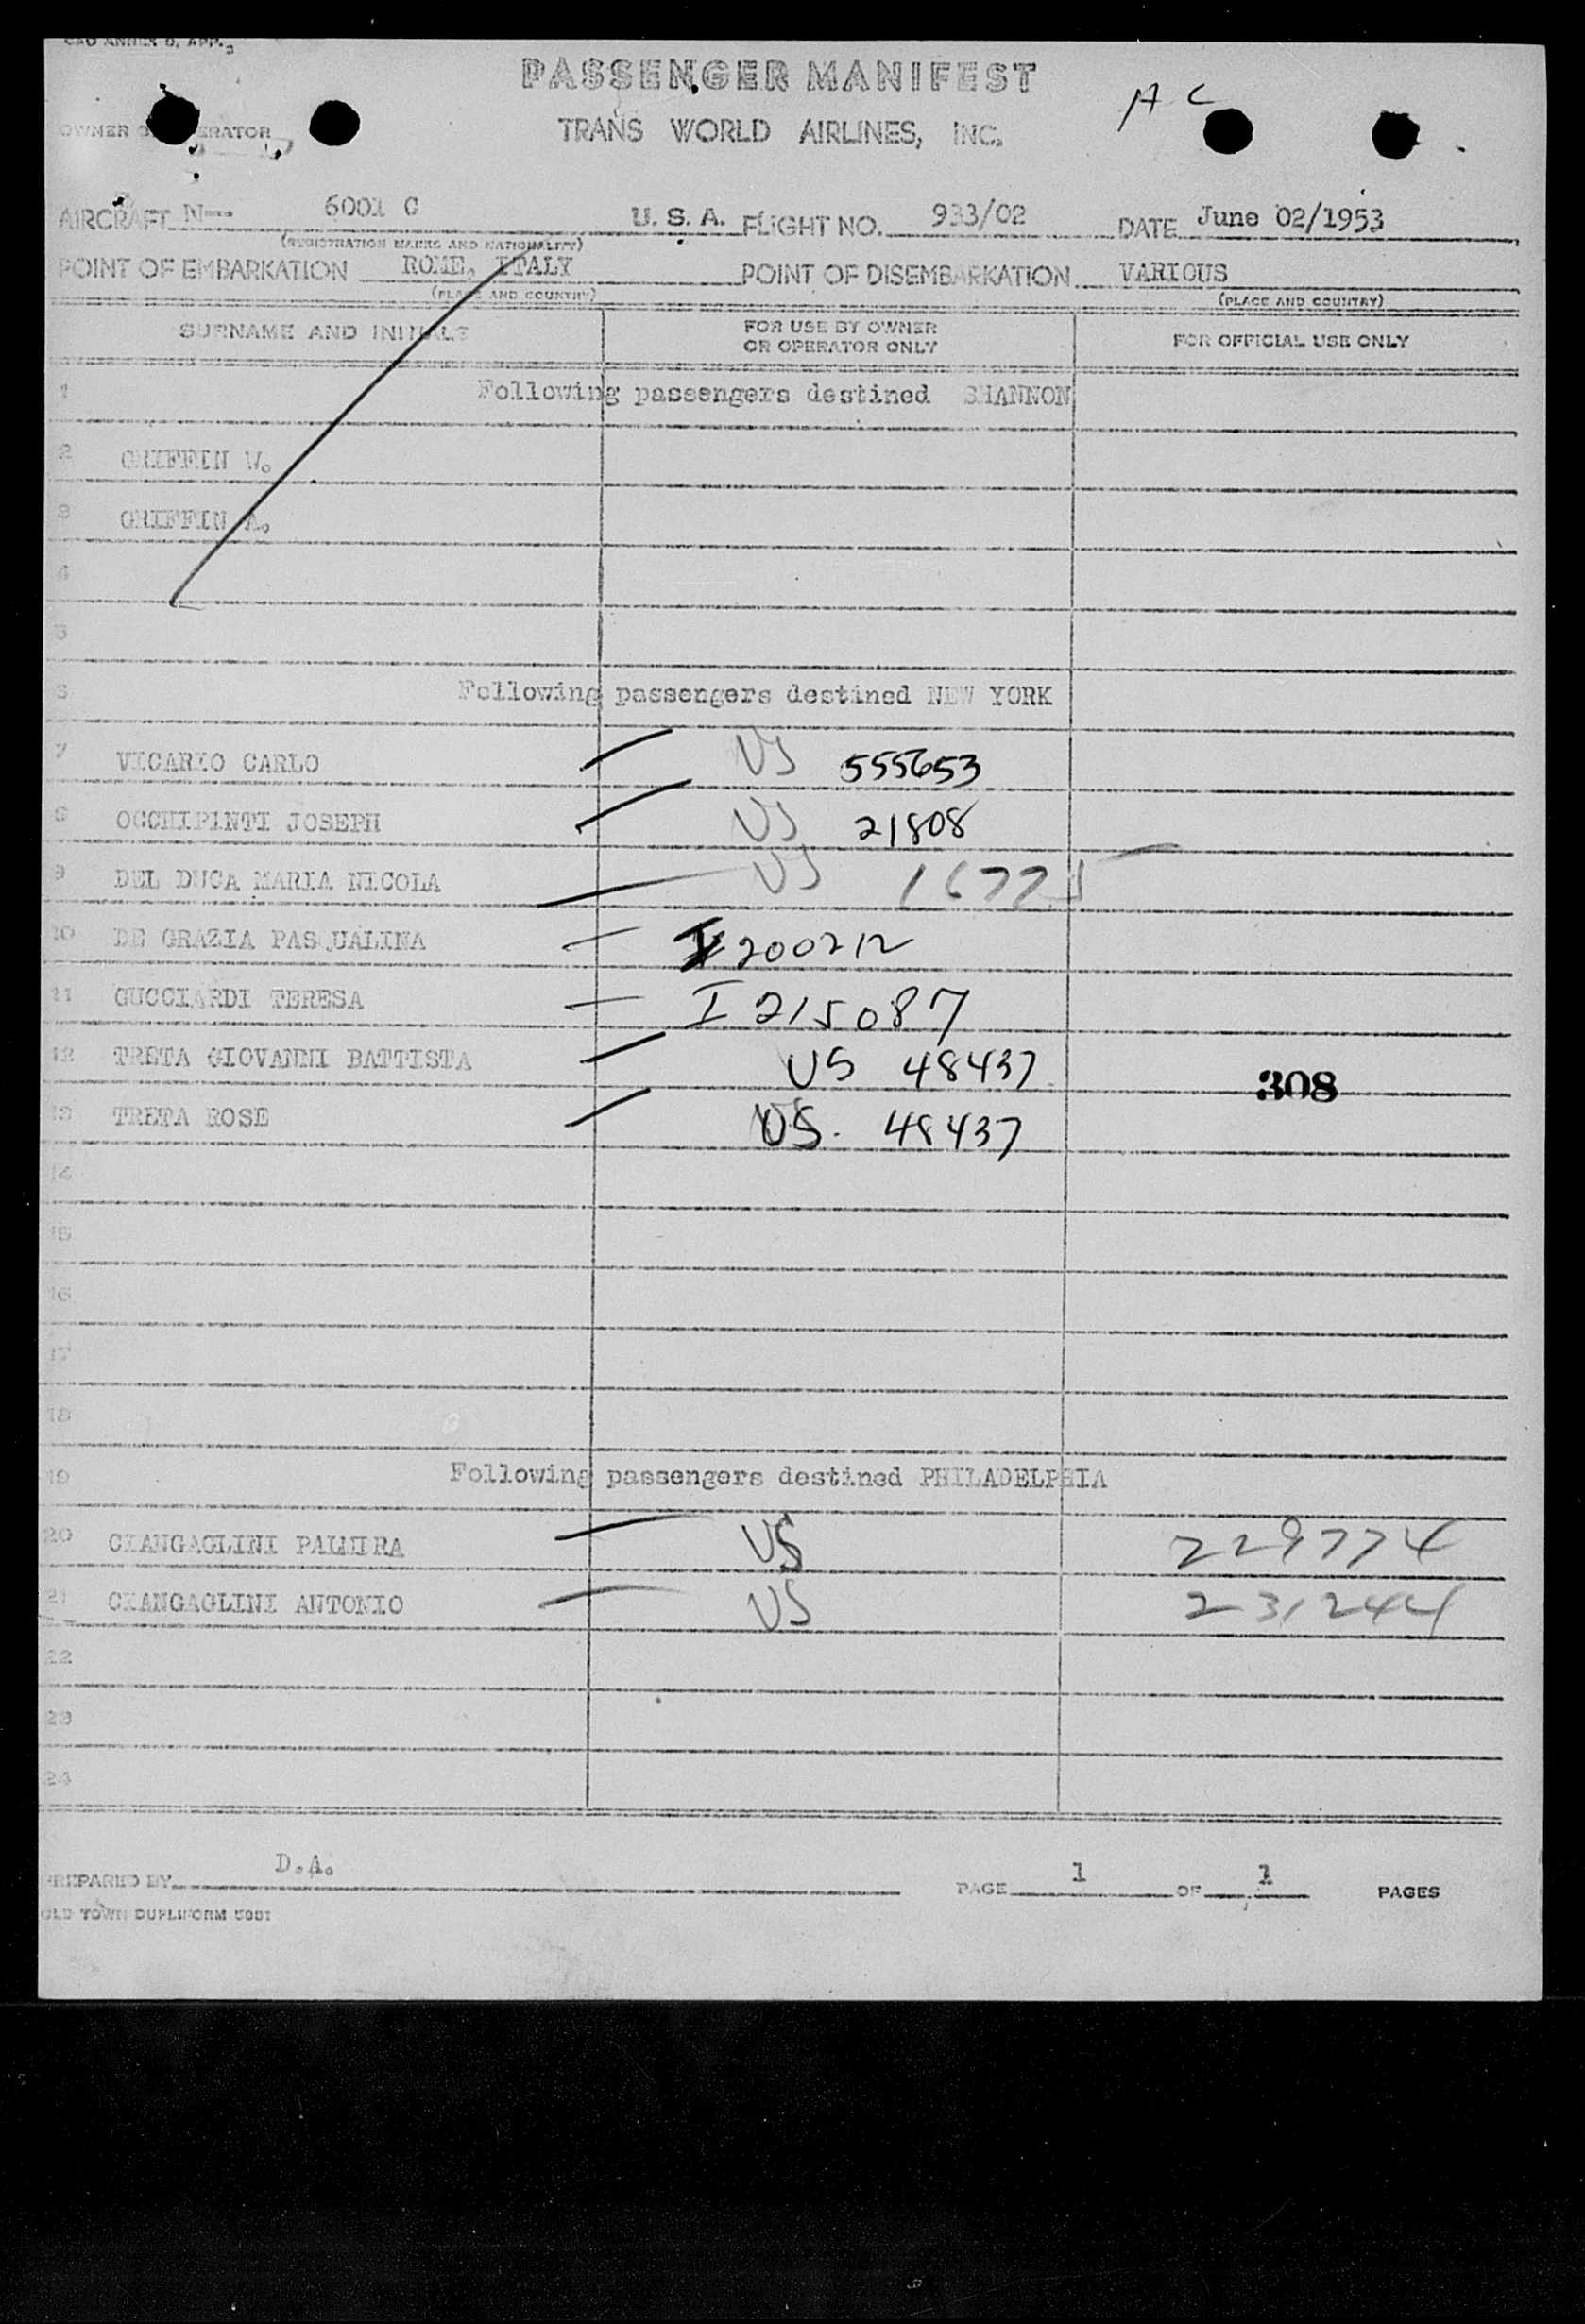 PASSENGER MANIFEST
A C
OWNER O ERATOR
TRANS WORLD AIRLINES, INC.
AIRCRAFT N-- 6001 C U. S. A. FLIGHT NO. 933/02 DATE June 02/1953
(REGISTRATION MARKS AND NATIONALITY)
POINT OF EMBARKATION ROME, ITALY POINT OF DISEMBARKATION VARIOUS
(PLACE AND COUNTRY) (PLACE AND COUNTRY)
SURNAME AND INITIALS FOR USE BY OWNER OR OPERATOR ONLY FOR OFFICIAL USE ONLY
1 Following passengers destined SHANNON
2 GRIFFIN W.
3 GRIFFIN A.
4
5
6 Following passengers destined NEW YORK
7 VICARIO CARLO US 555653
8 OCCHIPINTI JOSEPH US 21808
9 DEL DUCA MARIA NICOLA US 16771
10 DE GRAZIA PASQUALINA I 200212
11 GUCCIARDI TERESA I 215087
12 TRETA GIOVANNI BATTISTA US 48437
308
13 TRETA ROSE US. 48437
14
15
16
17
18
19 Following passengers destined PHILADELPHIA
20 CIANGAGLINI PALMIRA US 229774
21 CIANGAGLINI ANTONIO US 231244
22
23
24
PREPARED BY D.A. PAGE 1 OF 1 PAGES
OLD TOWN DUPLIFORM 5881